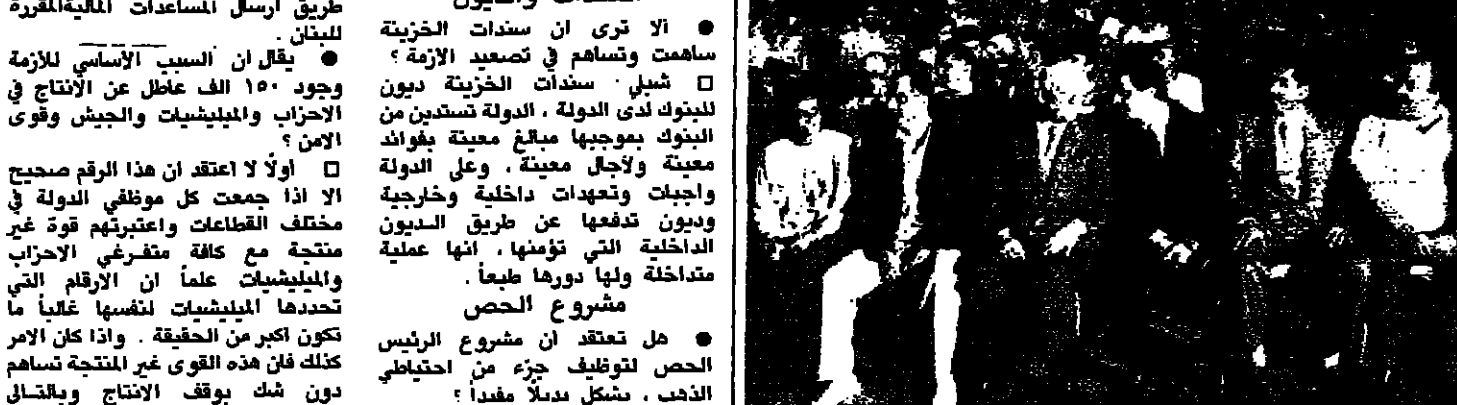 ● ألا ترى ان سندات الخزينة
ساهمت وتساهم في تصعيد الازمة ؟
□ شبلي : سندات الخزينة ديون
للبنوك لدى الدولة ، الدولة تستدين من
البنوك بموجبها مبالغ معينة بفوائد
معينة ولآجال معينة . وعلى الدولة
واجبات وتعهدات داخلية وخارجية
وديون تدفعها عن طريق الديون
الداخلية التي تؤمنها ، انها عملية
متداخلة ولها دورها طبعاً .
مشروع الحص
● هل تعتقد ان مشروع الرئيس
الحص لتوظيف جزء من احتياطي
الذهب ، يشكل بديلاً مفيداً ؟
طريق ارسال المساعدات المالية المقررة
للبنان .
● يقال ان السبب الأساسي للأزمة
وجود ١٥٠ الف عاطل عن الانتاج في
الاحزاب والميليشيات والجيش وقوى
الامن ؟
□ اولًا لا اعتقد ان هذا الرقم صحيح
الا اذا جمعت كل موظفي الدولة في
مختلف القطاعات واعتبرتهم قوة غير
منتجة مع كافة متفرغي الاحزاب
والميليشيات علماً ان الارقام التي
تحددها الميليشيات لنفسها غالباً ما
تكون اكبر من الحقيقة . واذا كان الامر
كذلك فان هذه القوى غير المنتجة تساهم
دون شك بوقف الانتاج وبالتالي